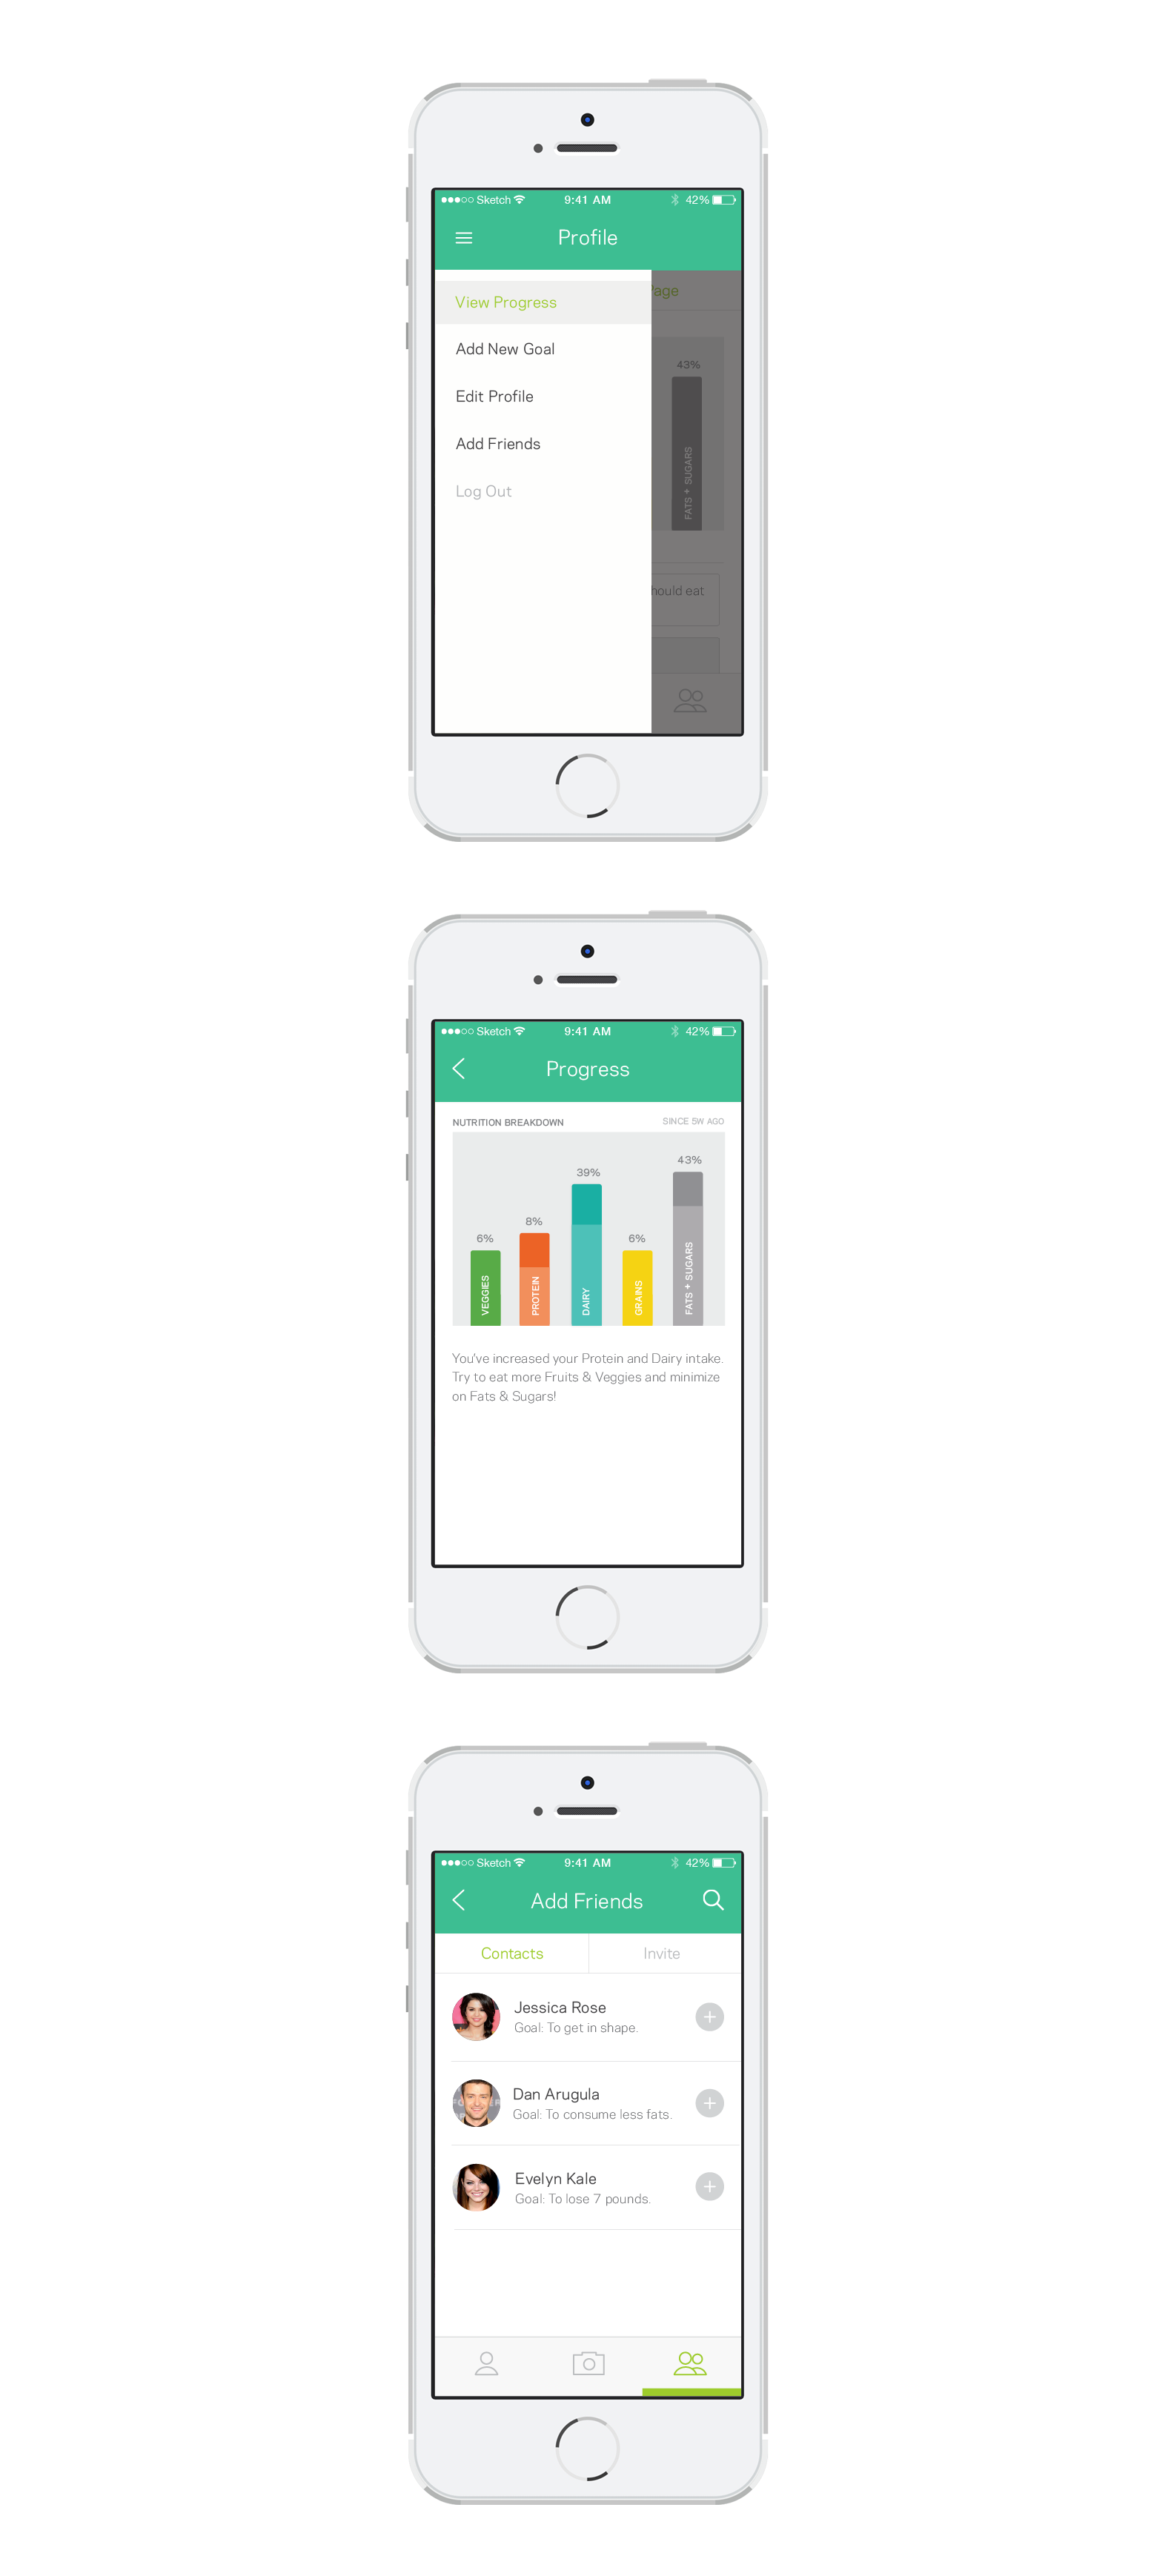 Sketch 9:41 AM 42%
Profile
View Progress
Page
Add New Goal
43%
Edit Profile
Add Friends
FATS + SUGARS
Log Out
hould eat
Sketch 9:41 AM 42%
Progress
NUTRITION BREAKDOWN SINCE 5W AGO
6% 8% 39% 6% 43%
VEGGIES PROTEIN DAIRY GRAINS FATS + SUGARS
You've increased your Protein and Dairy intake.
Try to eat more Fruits & Veggies and minimize
on Fats & Sugars!
Sketch 9:41 AM 42%
Add Friends
Contacts Invite
Jessica Rose
Goal: To get in shape.
Dan Arugula
Goal: To consume less fats.
Evelyn Kale
Goal: To lose 7 pounds.